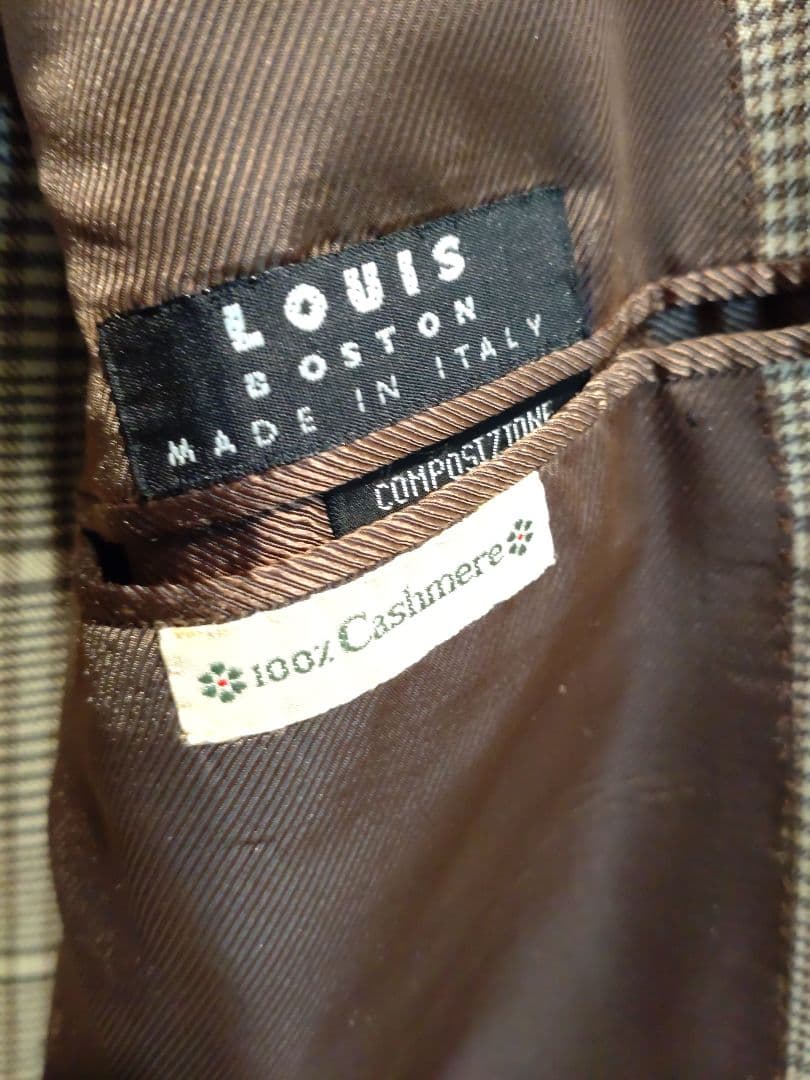 LOUIS
BOSTON
MADE IN ITALY
COMPOSIZIONE
100% Cashmere